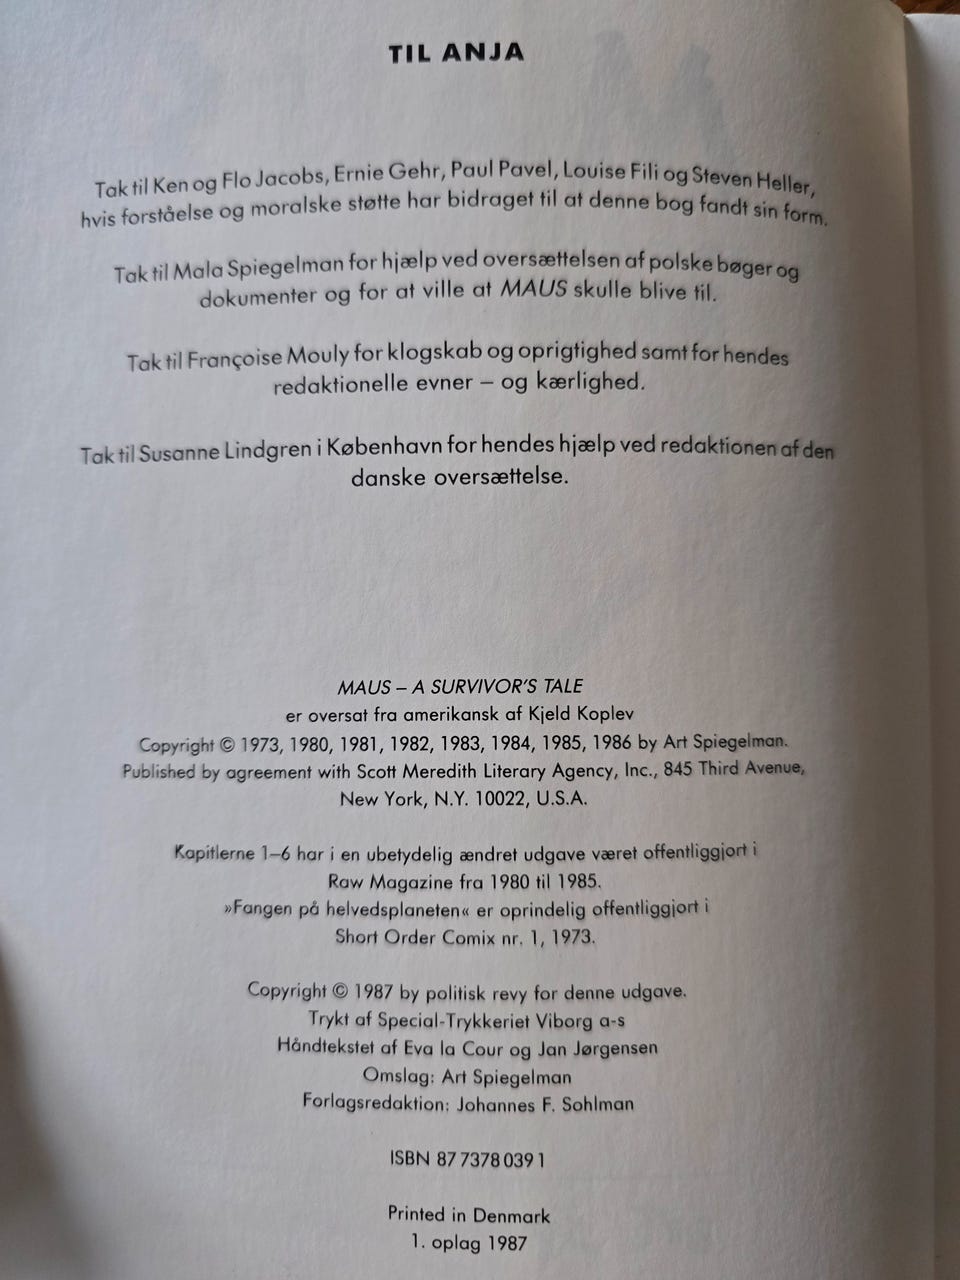 TIL ANJA
Tak til Ken og Flo Jacobs, Ernie Gehr, Paul Pavel, Louise Fili og Steven Heller,
hvis forståelse og moralske støtte har bidraget til at denne bog fandt sin form.
Tak til Mala Spiegelman for hjælp ved oversættelsen af polske bøger og
dokumenter og for at ville at MAUS skulle blive til.
Tak til Françoise Mouly for klogskab og oprigtighed samt for hendes
redaktionelle evner – og kærlighed.
Tak til Susanne Lindgren i København for hendes hjælp ved redaktionen af den
danske oversættelse.
MAUS – A SURVIVOR'S TALE
er oversat fra amerikansk af Kjeld Koplev
Copyright © 1973, 1980, 1981, 1982, 1983, 1984, 1985, 1986 by Art Spiegelman.
Published by agreement with Scott Meredith Literary Agency, Inc., 845 Third Avenue,
New York, N.Y. 10022, U.S.A.
Kapitlerne 1–6 har i en ubetydelig ændret udgave været offentliggjort i
Raw Magazine fra 1980 til 1985.
»Fangen på helvedsplaneten« er oprindelig offentliggjort i
Short Order Comix nr. 1, 1973.
Copyright © 1987 by politisk revy for denne udgave.
Trykt af Special-Trykkeriet Viborg a-s
Håndtekstet af Eva la Cour og Jan Jørgensen
Omslag: Art Spiegelman
Forlagsredaktion: Johannes F. Sohlman
ISBN 87 7378 039 1
Printed in Denmark
1. oplag 1987